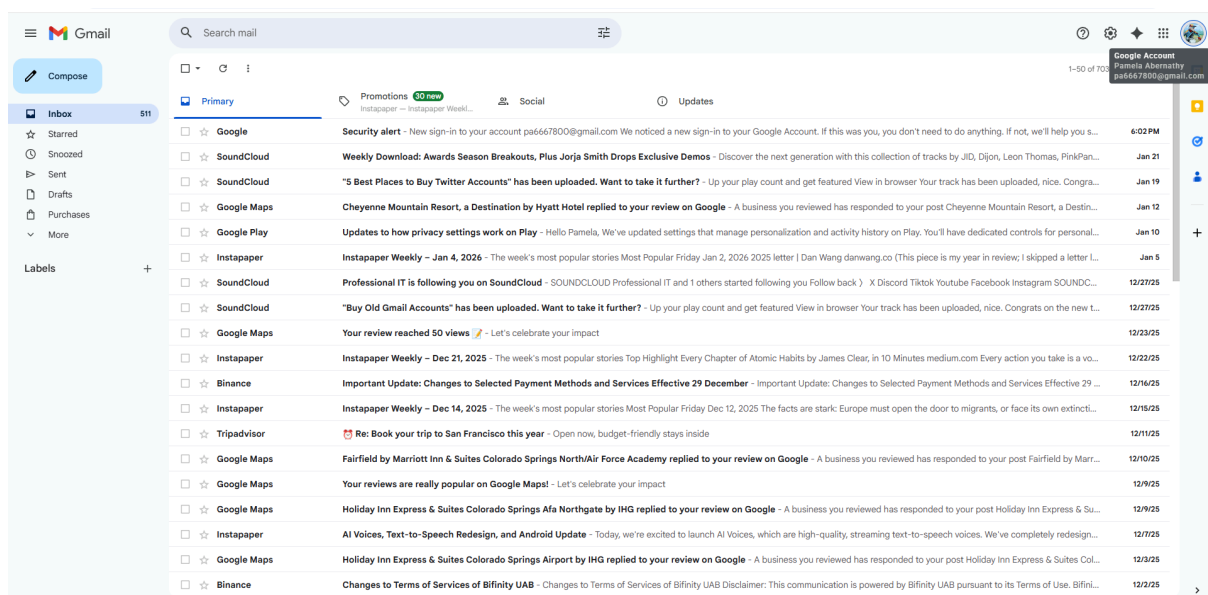 Gmail
Search mail
Google Account
Pamela Abernathy
pa6667800@gmail.com
Compose
1–50 of 703
Inbox 511
Starred
Snoozed
Sent
Drafts
Purchases
More
Labels
Primary
Promotions 30 new
Instapaper — Instapaper Weekl...
Social
Updates
Google Security alert - New sign-in to your account pa6667800@gmail.com We noticed a new sign-in to your Google Account. If this was you, you don't need to do anything. If not, we'll help you s... 6:02 PM
SoundCloud Weekly Download: Awards Season Breakouts, Plus Jorja Smith Drops Exclusive Demos - Discover the next generation with this collection of tracks by JID, Dijon, Leon Thomas, PinkPan... Jan 21
SoundCloud "5 Best Places to Buy Twitter Accounts" has been uploaded. Want to take it further? - Up your play count and get featured View in browser Your track has been uploaded, nice. Congra... Jan 19
Google Maps Cheyenne Mountain Resort, a Destination by Hyatt Hotel replied to your review on Google - A business you reviewed has responded to your post Cheyenne Mountain Resort, a Destin... Jan 12
Google Play Updates to how privacy settings work on Play - Hello Pamela, We've updated settings that manage personalization and activity history on Play. You'll have dedicated controls for personal... Jan 10
Instapaper Instapaper Weekly – Jan 4, 2026 - The week's most popular stories Most Popular Friday Jan 2, 2026 2025 letter | Dan Wang danwang.co (This piece is my year in review; I skipped a letter l... Jan 5
SoundCloud Professional IT is following you on SoundCloud - SOUNDCLOUD Professional IT and 1 others started following you Follow back 〉 X Discord Tiktok Youtube Facebook Instagram SOUNDC... 12/27/25
SoundCloud "Buy Old Gmail Accounts" has been uploaded. Want to take it further? - Up your play count and get featured View in browser Your track has been uploaded, nice. Congrats on the new t... 12/27/25
Google Maps Your review reached 50 views 📝 - Let's celebrate your impact 12/23/25
Instapaper Instapaper Weekly – Dec 21, 2025 - The week's most popular stories Top Highlight Every Chapter of Atomic Habits by James Clear, in 10 Minutes medium.com Every action you take is a vo... 12/22/25
Binance Important Update: Changes to Selected Payment Methods and Services Effective 29 December - Important Update: Changes to Selected Payment Methods and Services Effective 29 ... 12/16/25
Instapaper Instapaper Weekly – Dec 14, 2025 - The week's most popular stories Most Popular Friday Dec 12, 2025 The facts are stark: Europe must open the door to migrants, or face its own extincti... 12/15/25
Tripadvisor ⏰ Re: Book your trip to San Francisco this year - Open now, budget-friendly stays inside 12/11/25
Google Maps Fairfield by Marriott Inn & Suites Colorado Springs North/Air Force Academy replied to your review on Google - A business you reviewed has responded to your post Fairfield by Marr... 12/10/25
Google Maps Your reviews are really popular on Google Maps! - Let's celebrate your impact 12/9/25
Google Maps Holiday Inn Express & Suites Colorado Springs Afa Northgate by IHG replied to your review on Google - A business you reviewed has responded to your post Holiday Inn Express & Su... 12/9/25
Instapaper AI Voices, Text-to-Speech Redesign, and Android Update - Today, we're excited to launch AI Voices, which are high-quality, streaming text-to-speech voices. We've completely redesign... 12/7/25
Google Maps Holiday Inn Express & Suites Colorado Springs Airport by IHG replied to your review on Google - A business you reviewed has responded to your post Holiday Inn Express & Suites Col... 12/3/25
Binance Changes to Terms of Services of Bifinity UAB - Changes to Terms of Services of Bifinity UAB Disclaimer: This communication is powered by Bifinity UAB pursuant to its Terms of Use. Bifini... 12/2/25